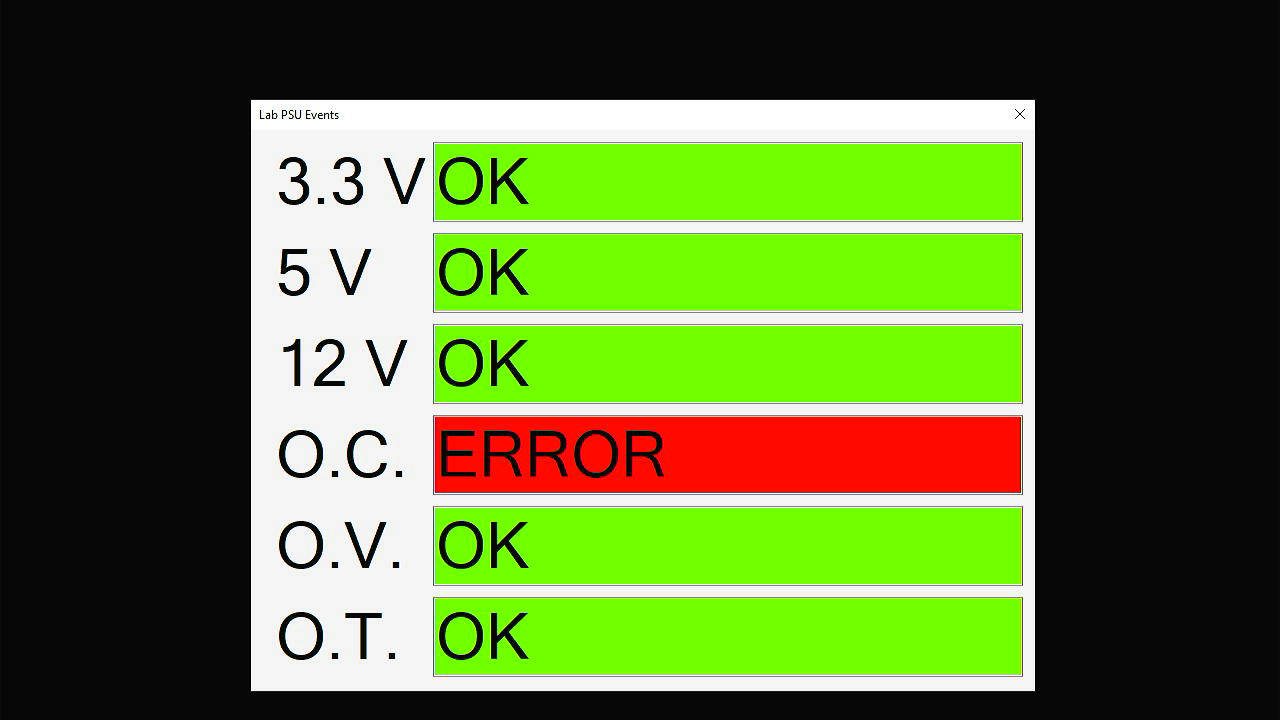 Lab PSU Events
3.3 V OK
5 V OK
12 V OK
O.C. ERROR
O.V. OK
O.T. OK